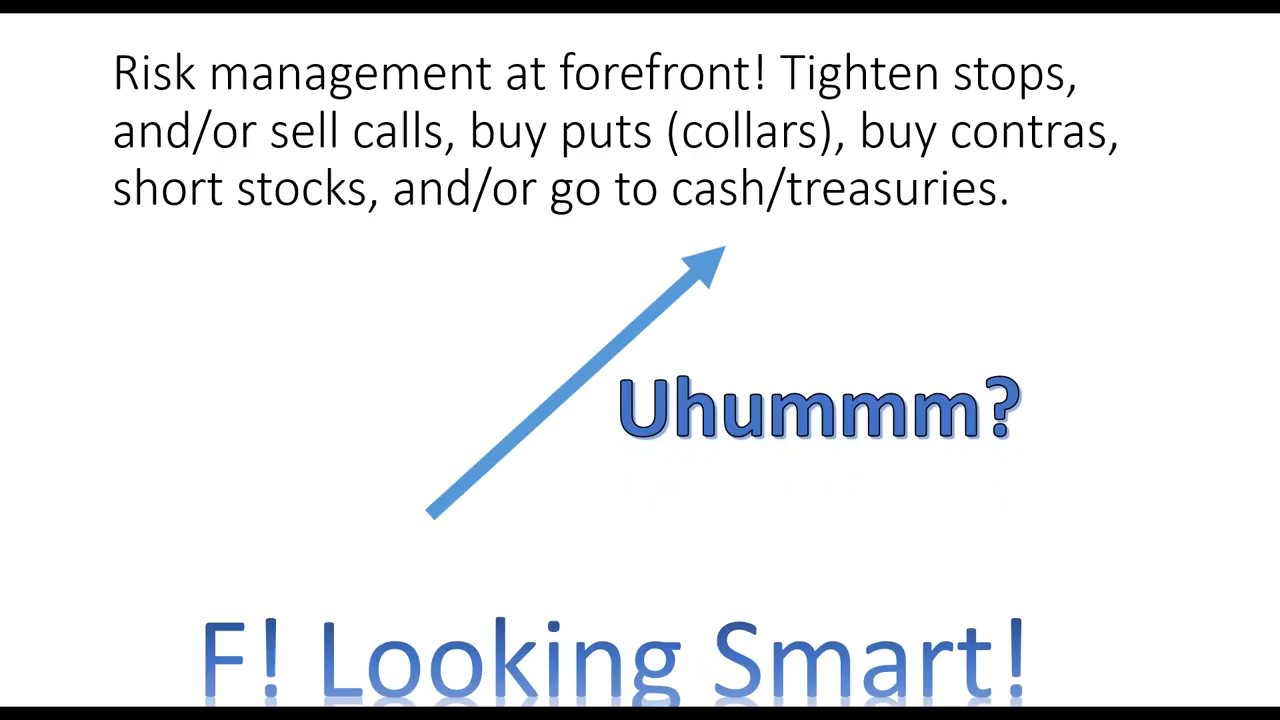 Risk management at forefront! Tighten stops,
and/or sell calls, buy puts (collars), buy contras,
short stocks, and/or go to cash/treasuries.
Uhummm?
F! Looking Smart!